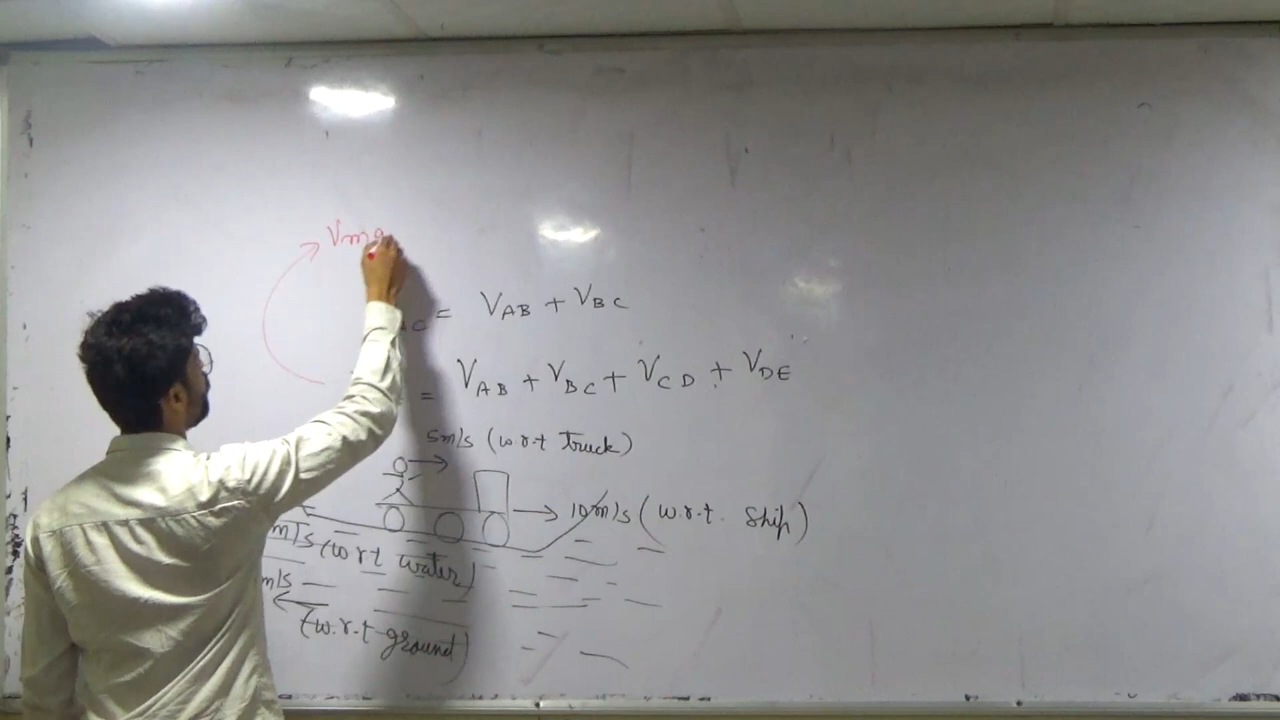 Vmg
= VAB + VBC
= VAB + VBC + VCD + VDE
5m/s (w.r.t truck)
10m/s (w.r.t. Ship)
m/s (w r t water)
m/s
(w.r.t ground)